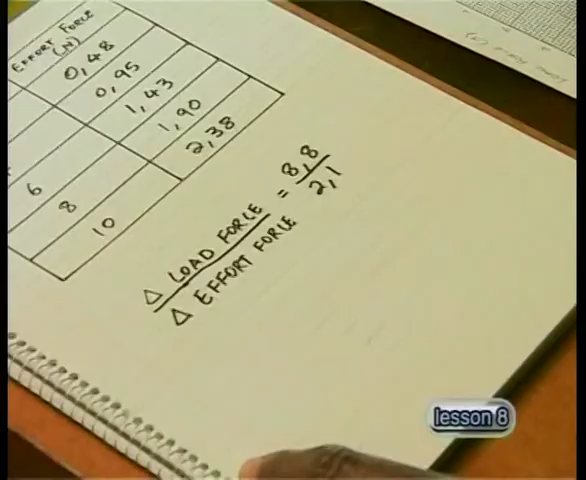 EFFORT FORCE
(N)
0,48
0,95
1,43
6 1,90
8 2,38
10
Δ LOAD FORCE = 8,8
Δ EFFORT FORCE 2,1
lesson 8